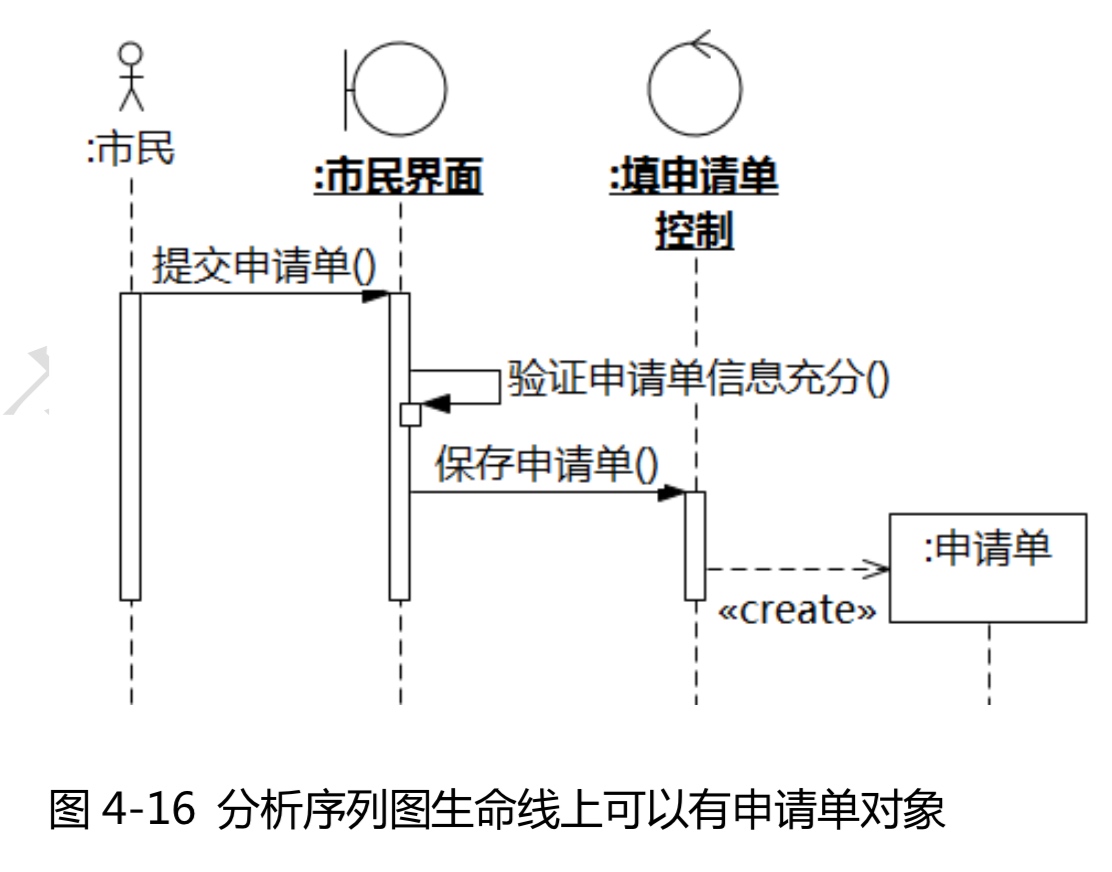 :市民
:市民界面
:填申请单
控制
提交申请单()
验证申请单信息充分()
保存申请单()
:申请单
«create»
图 4-16 分析序列图生命线上可以有申请单对象